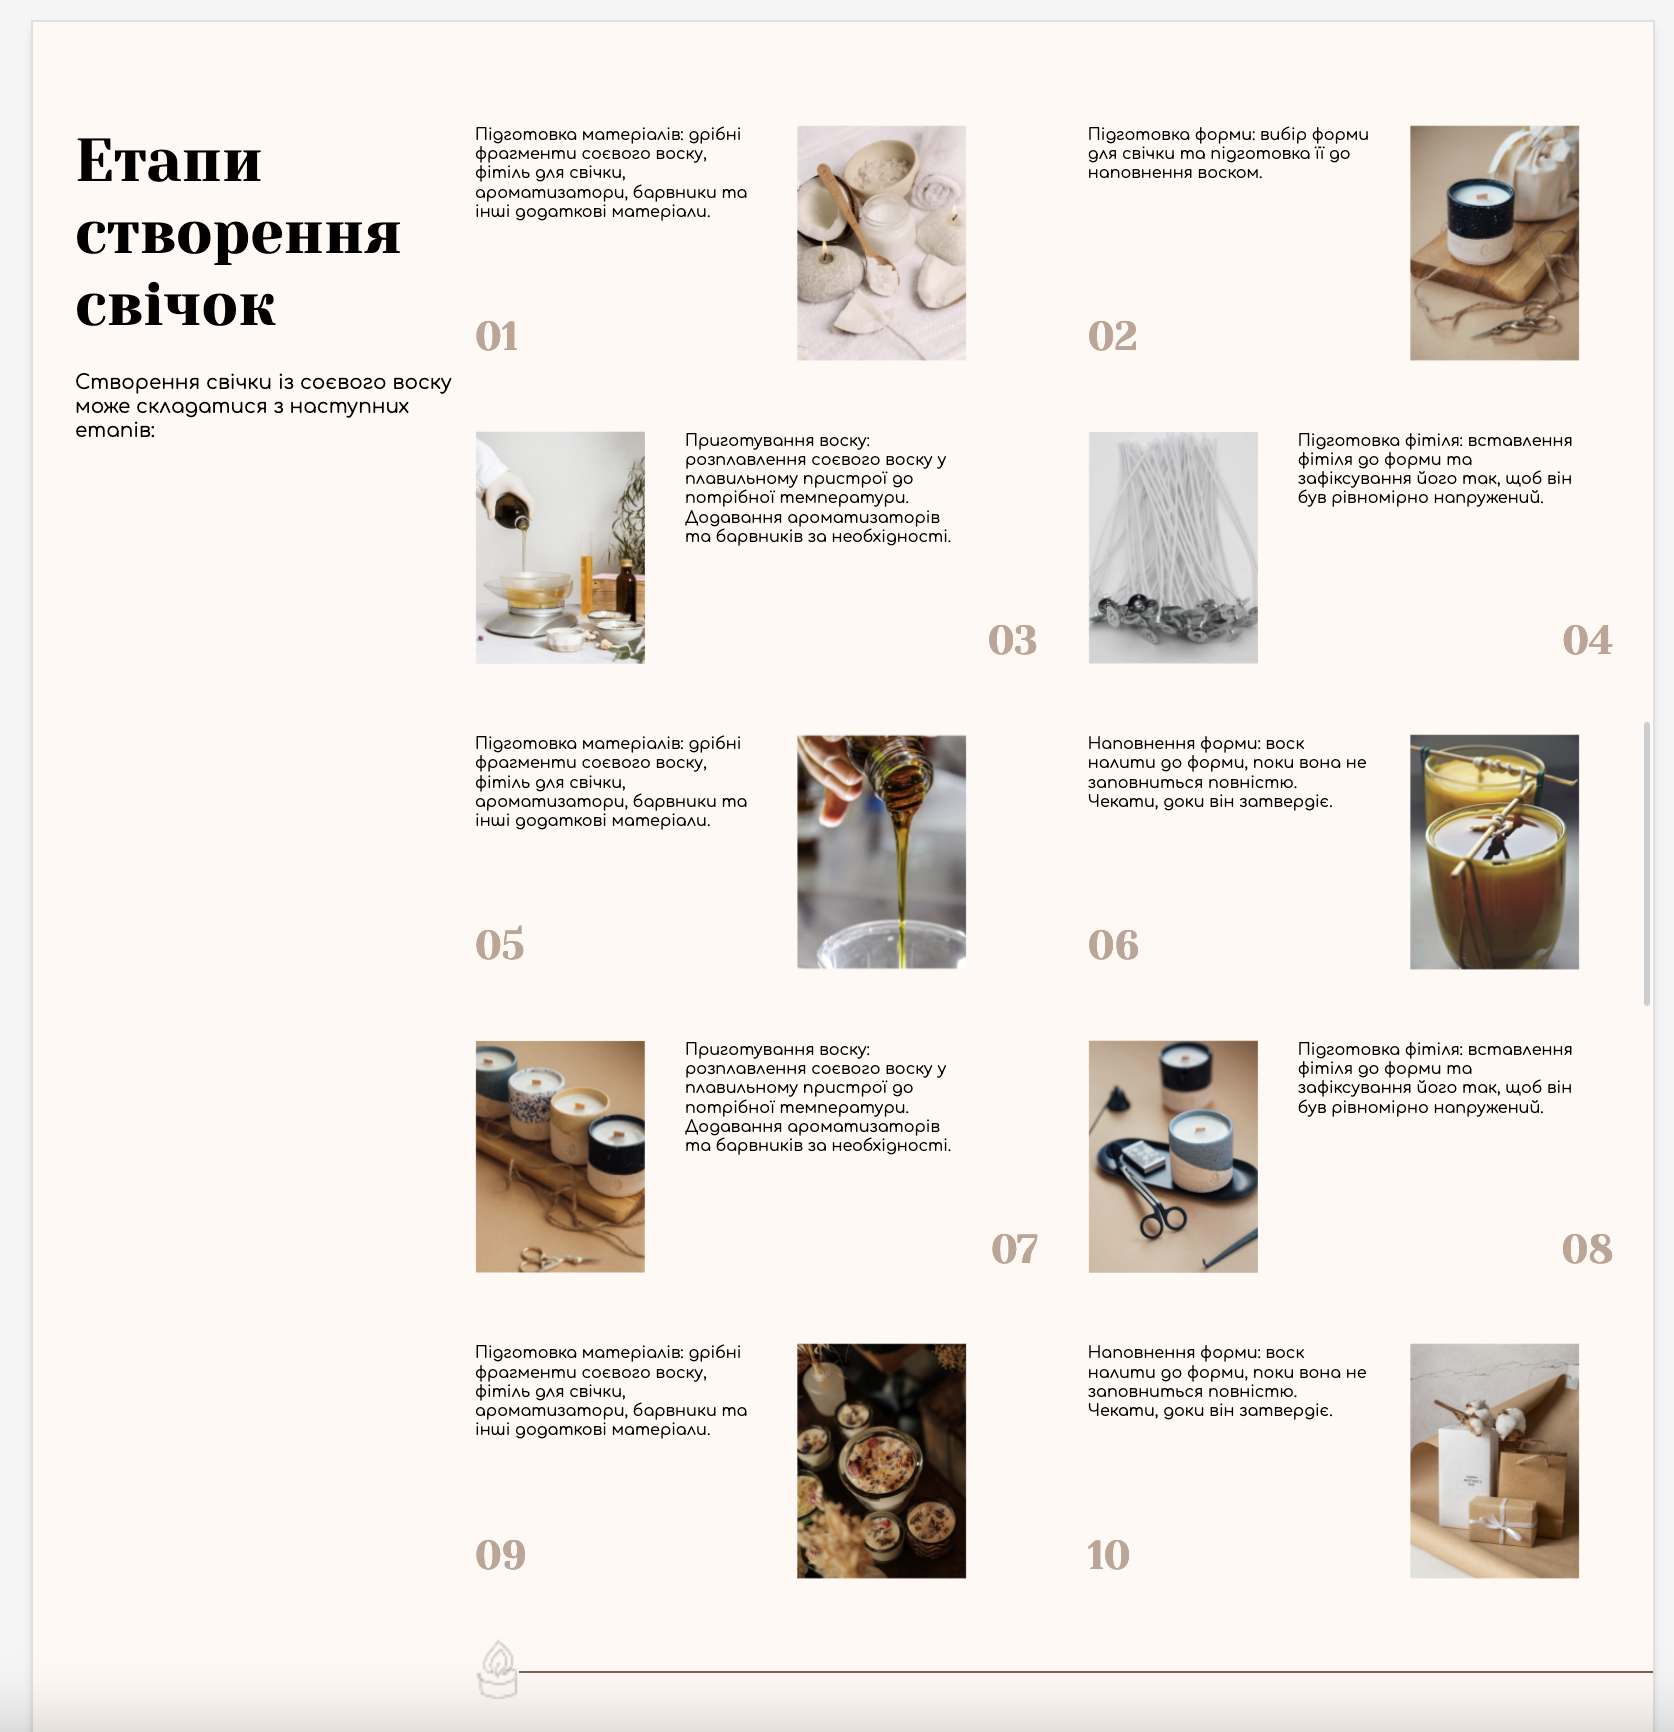 Етапи
створення
свічок
Створення свічки із соєвого воску
може складатися з наступних
етапів:
Підготовка матеріалів: дрібні
фрагменти соєвого воску,
фітіль для свічки,
ароматизатори, барвники та
інші додаткові матеріали.
01
Підготовка форми: вибір форми
для свічки та підготовка її до
наповнення воском.
02
Приготування воску:
розплавлення соєвого воску у
плавильному пристрої до
потрібної температури.
Додавання ароматизаторів
та барвників за необхідності.
03
Підготовка фітіля: вставлення
фітіля до форми та
зафіксування його так, щоб він
був рівномірно напружений.
04
Підготовка матеріалів: дрібні
фрагменти соєвого воску,
фітіль для свічки,
ароматизатори, барвники та
інші додаткові матеріали.
05
Наповнення форми: воск
налити до форми, поки вона не
заповниться повністю.
Чекати, доки він затвердіє.
06
Приготування воску:
розплавлення соєвого воску у
плавильному пристрої до
потрібної температури.
Додавання ароматизаторів
та барвників за необхідності.
07
Підготовка фітіля: вставлення
фітіля до форми та
зафіксування його так, щоб він
був рівномірно напружений.
08
Підготовка матеріалів: дрібні
фрагменти соєвого воску,
фітіль для свічки,
ароматизатори, барвники та
інші додаткові матеріали.
09
Наповнення форми: воск
налити до форми, поки вона не
заповниться повністю.
Чекати, доки він затвердіє.
10